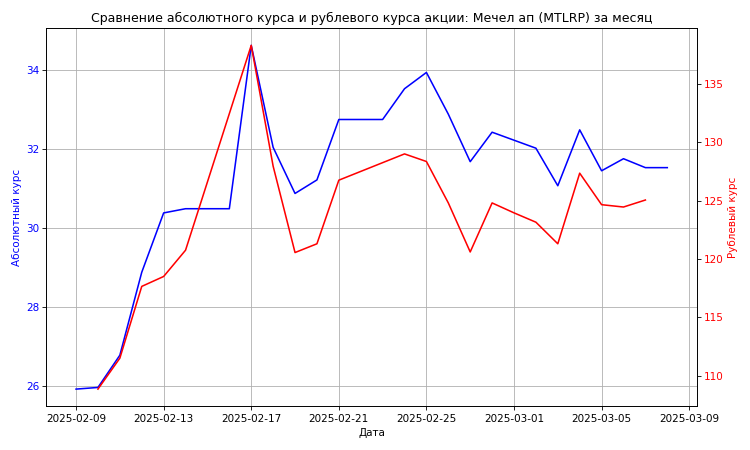 Сравнение абсолютного курса и рублевого курса акции: Мечел ап (MTLRP) за месяц
34
32
30
28
26
Абсолютный курс
135
130
125
120
115
110
Рублевый курс
2025-02-09 2025-02-13 2025-02-17 2025-02-21 2025-02-25 2025-03-01 2025-03-05 2025-03-09
Дата